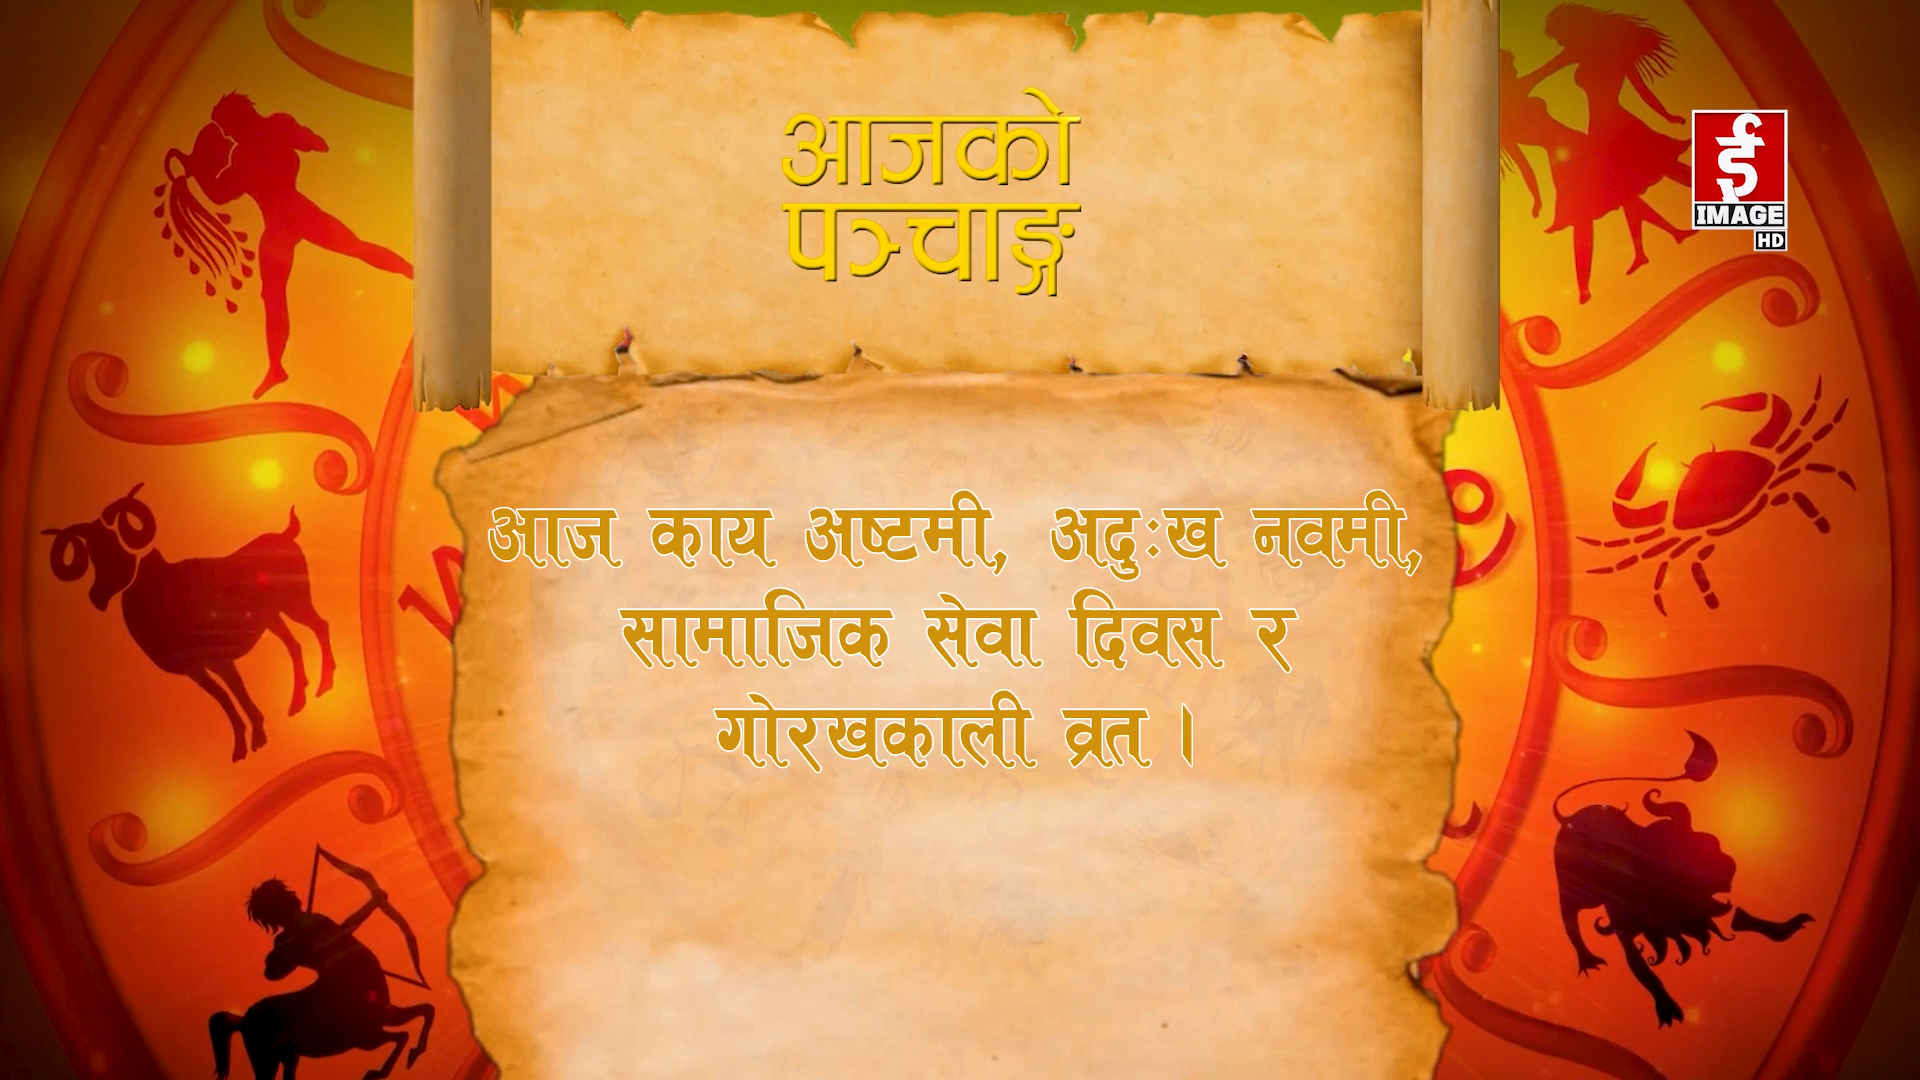 आजको
पञ्चाङ्ग
ई
IMAGE
HD
आज काय अष्टमी, अदुःख नवमी,
सामाजिक सेवा दिवस र
गोरखकाली व्रत ।